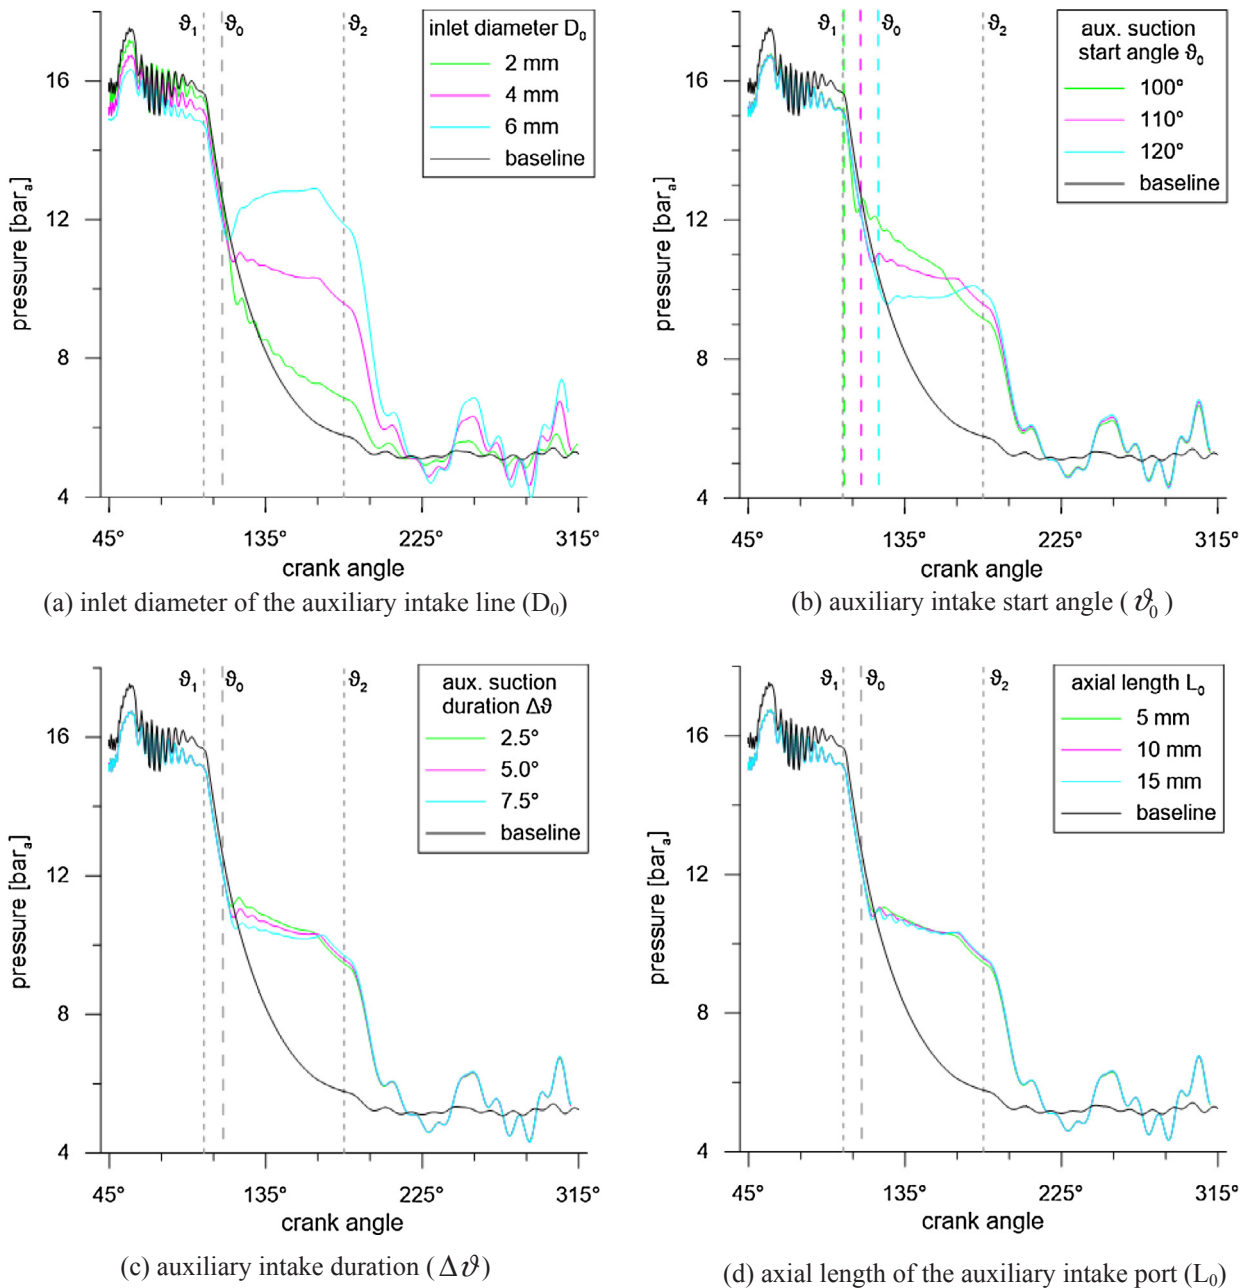 ϑ1 ϑ0 ϑ2
inlet diameter D0
2 mm
4 mm
6 mm
baseline
16
12
8
4
pressure [bara]
45° 135° 225° 315°
crank angle
(a) inlet diameter of the auxiliary intake line (D0)
ϑ1 ϑ0 ϑ2
aux. suction
start angle ϑ0
100°
110°
120°
baseline
16
12
8
4
pressure [bara]
45° 135° 225° 315°
crank angle
(b) auxiliary intake start angle (ϑ0)
ϑ1 ϑ0 ϑ2
aux. suction
duration Δϑ
2.5°
5.0°
7.5°
baseline
16
12
8
4
pressure [bara]
45° 135° 225° 315°
crank angle
(c) auxiliary intake duration (Δϑ)
ϑ1 ϑ0 ϑ2
axial length L0
5 mm
10 mm
15 mm
baseline
16
12
8
4
pressure [bara]
45° 135° 225° 315°
crank angle
(d) axial length of the auxiliary intake port (L0)